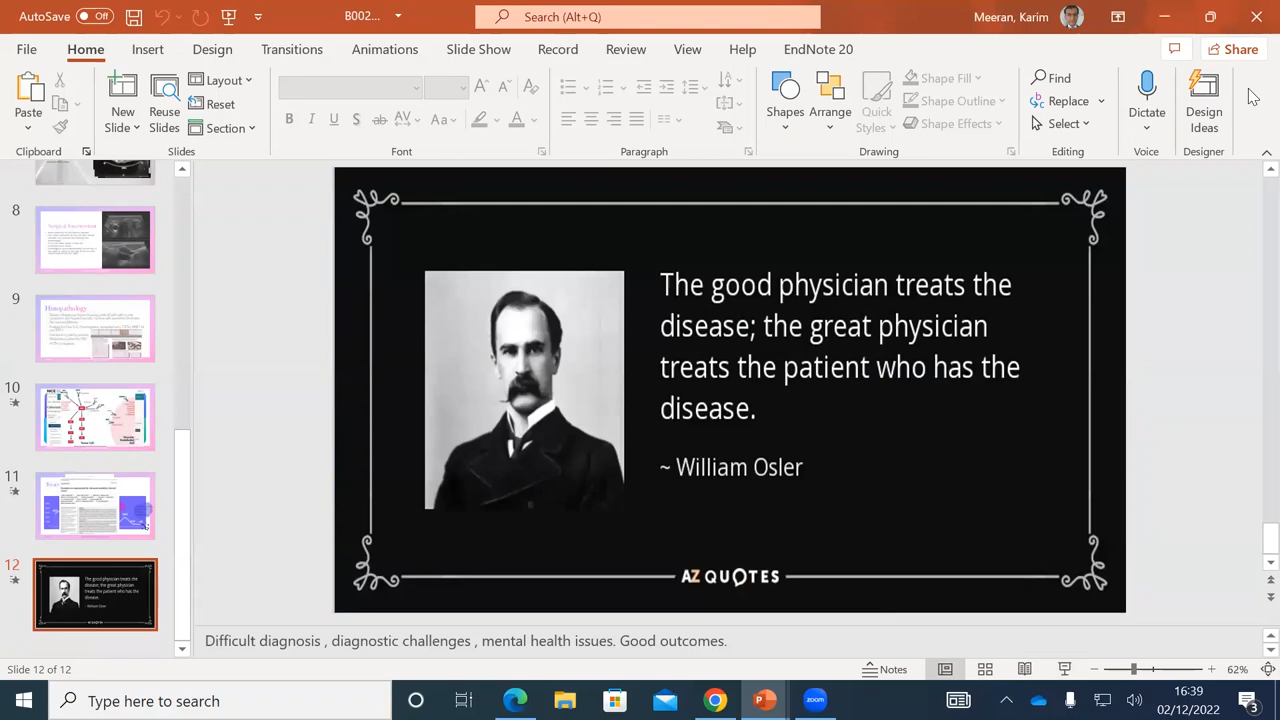 AutoSave Off B002... Search (Alt+Q) Meeran, Karim
File Home Insert Design Transitions Animations Slide Show Record Review View Help EndNote 20 Share
Paste
New
Slide
Reuse
Slides
Layout
Reset
Section
Shapes
Arrange
Quick
Styles
Shape Fill
Shape Outline
Shape Effects
Find
Replace
Select
Dictate
Design
Ideas
Clipboard Slides Font Paragraph Drawing Editing Voice Designer
8
9
Histopathology
10
NICE
11
12
The good physician treats the
disease; the great physician
treats the patient who has the
disease.
~ William Osler
AZ QUOTES
Difficult diagnosis , diagnostic challenges , mental health issues. Good outcomes.
Slide 12 of 12 Notes 62%
Type here to search zoom 16:39
02/12/2022 3